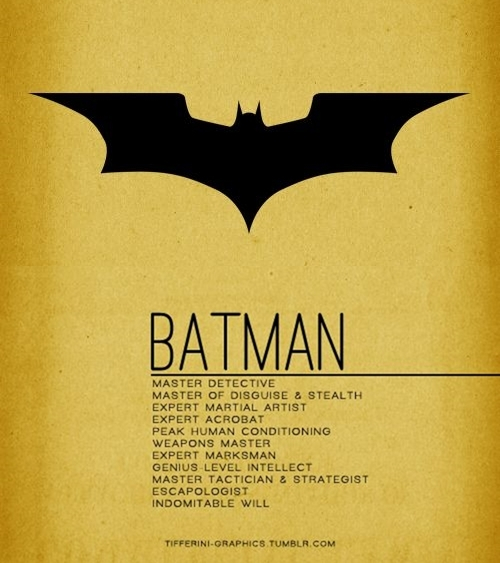 BATMAN
MASTER DETECTIVE
MASTER OF DISGUISE & STEALTH
EXPERT MARTIAL ARTIST
EXPERT ACROBAT
PEAK HUMAN CONDITIONING
WEAPONS MASTER
EXPERT MARKSMAN
GENIUS-LEVEL INTELLECT
MASTER TACTICIAN & STRATEGIST
ESCAPOLOGIST
INDOMITABLE WILL
TIFFERINI-GRAPHICS.TUMBLR.COM